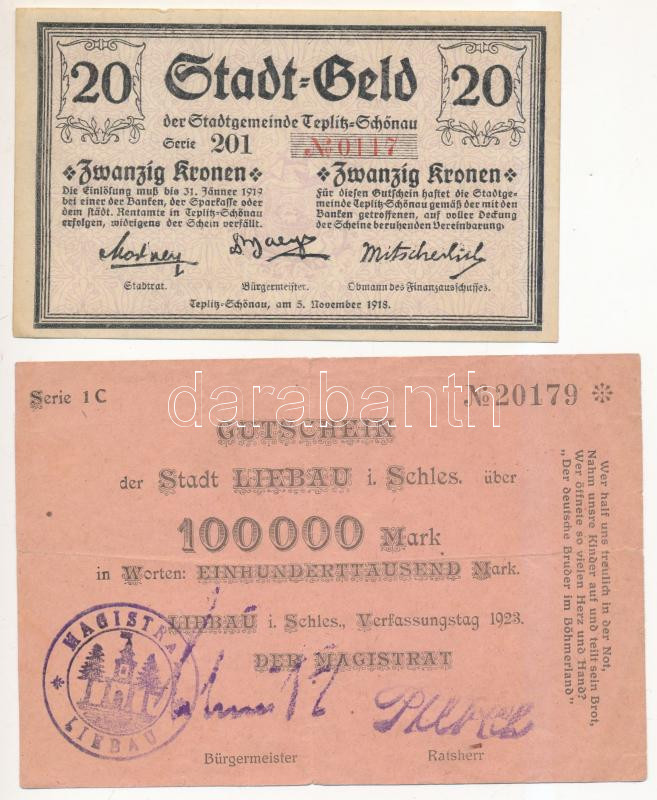 20 Stadt-Geld 20
der Stadtgemeinde Teplitz-Schönau
Serie 201 No 0117
Zwanzig Kronen
Die Einlösung muß bis 31. Jänner 1919
bei einer der Banken, der Sparkasse oder
dem städt. Rentamte in Teplitz-Schönau
erfolgen, widrigens der Schein verfällt.
Zwanzig Kronen
Für diesen Gutschein haftet die Stadtge-
meinde Teplitz-Schönau gemäß der mit den
Banken getroffenen, auf voller Deckung
der Scheine beruhenden Vereinbarung.
Mitscherlich
Stadtrat. Bürgermeister. Obmann des Finanzausschusses.
Teplitz-Schönau, am 5. November 1918.
darabanth
Serie 1 C No 20179
GUTSCHEIN
der Stadt LIEBAU i. Schles. über
100000 Mark
in Worten: EINHUNDERTTAUSEND Mark.
LIEBAU i. Schles., Verfassungstag 1923.
DER MAGISTRAT
MAGISTRAT
LIEBAU
Bürgermeister Ratsherr
Wer half uns treulich in der Not,
Nahm unsre Kinder auf und teilt sein Brot,
Wer öffnete so vielen Herz und Hand?
„Der deutsche Bruder im Böhmerland"